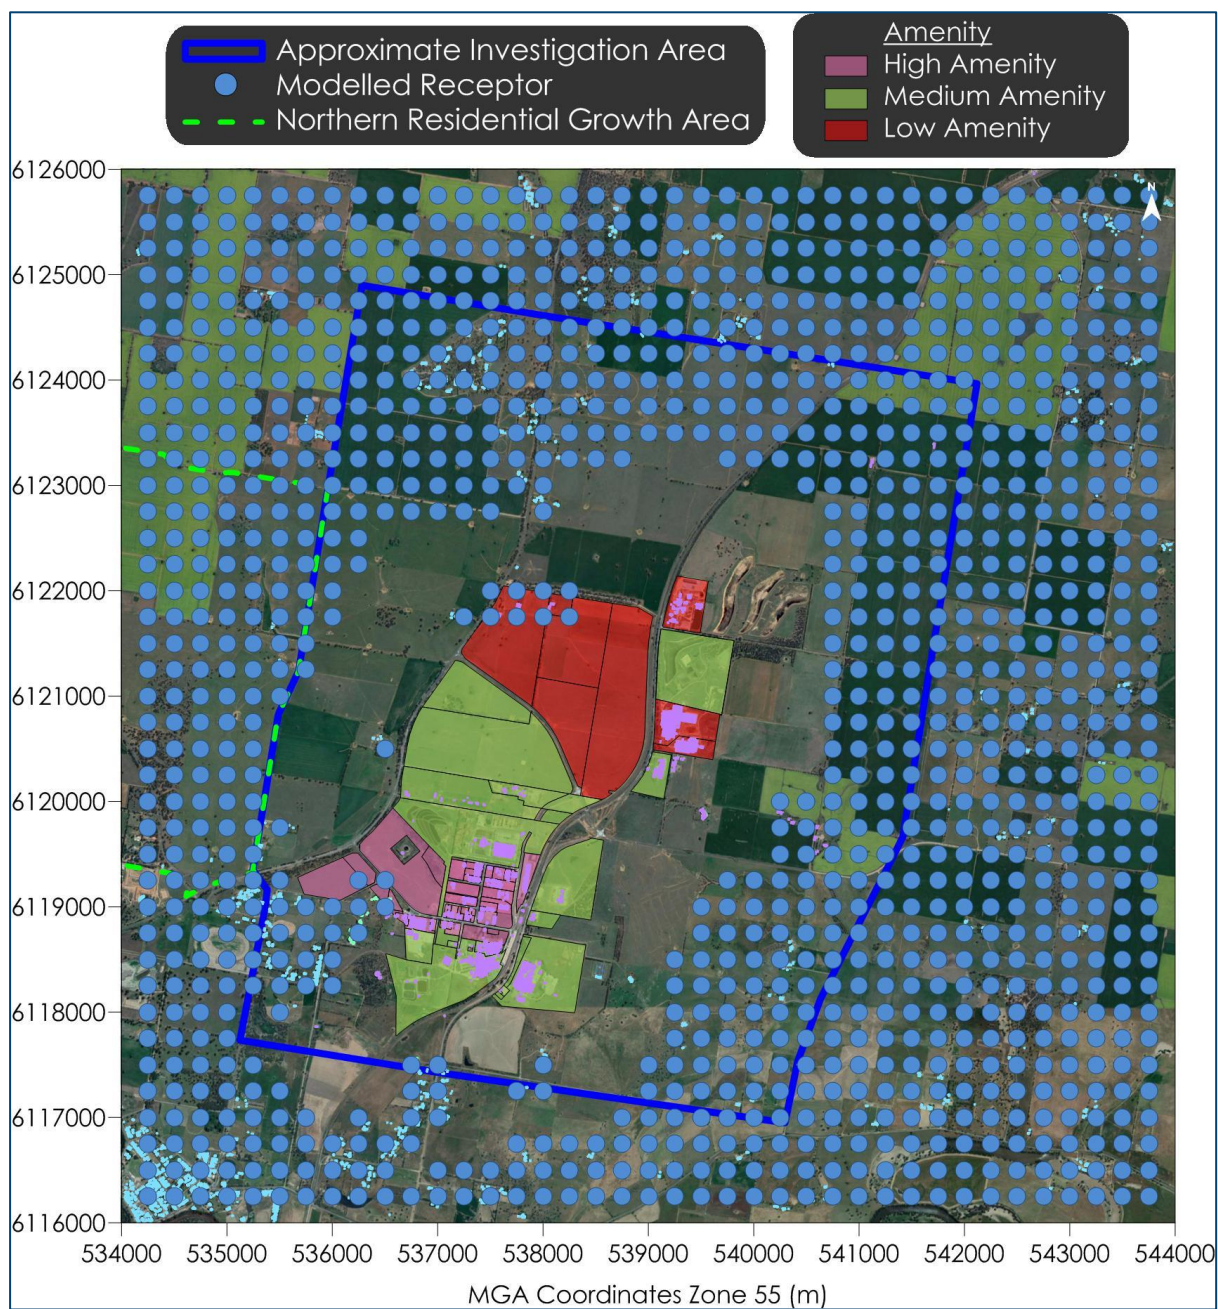 Approximate Investigation Area
Modelled Receptor
Northern Residential Growth Area
Amenity
High Amenity
Medium Amenity
Low Amenity
N
6126000
6125000
6124000
6123000
6122000
6121000
6120000
6119000
6118000
6117000
6116000
534000 535000 536000 537000 538000 539000 540000 541000 542000 543000 544000
MGA Coordinates Zone 55 (m)